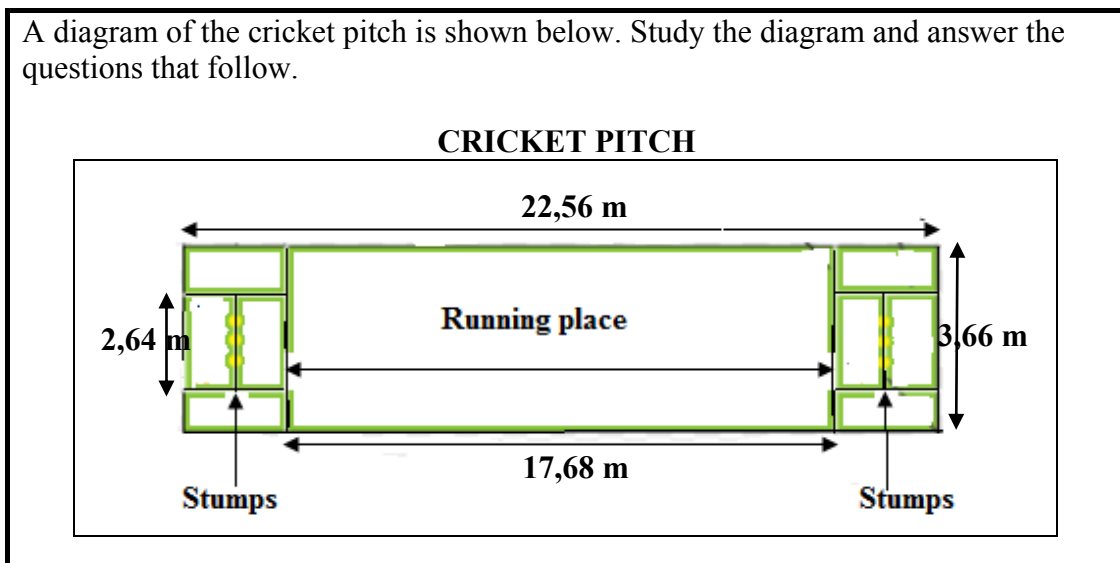 A diagram of the cricket pitch is shown below. Study the diagram and answer the
questions that follow.
CRICKET PITCH
22,56 m
Running place
2,64 m
3,66 m
17,68 m
Stumps
Stumps